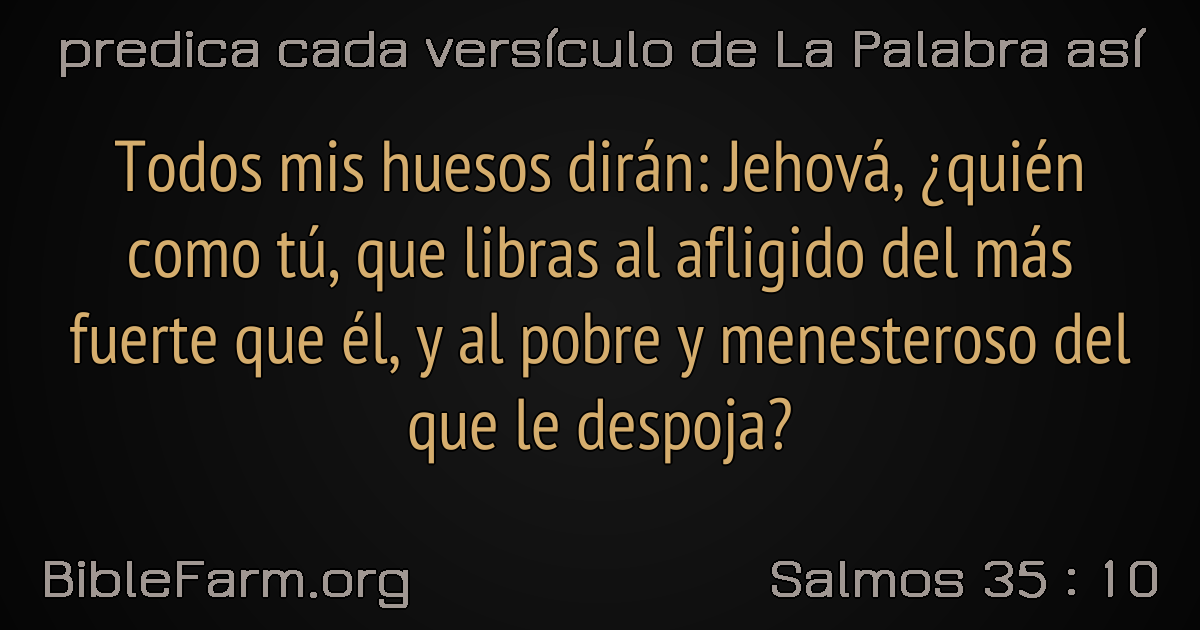 predica cada versículo de La Palabra así
Todos mis huesos dirán: Jehová, ¿quién
como tú, que libras al afligido del más
fuerte que él, y al pobre y menesteroso del
que le despoja?
BibleFarm.org
Salmos 35 : 10